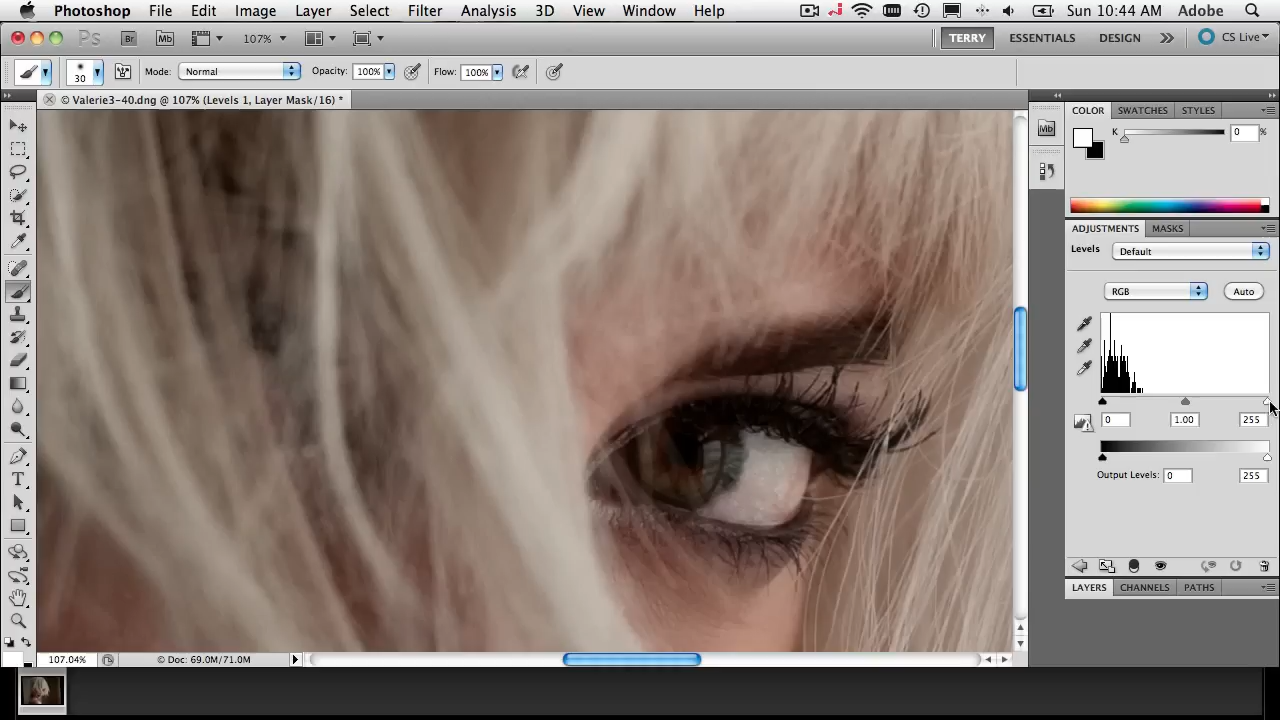 Photoshop File Edit Image Layer Select Filter Analysis 3D View Window Help Sun 10:44 AM Adobe
Ps Br Mb 107% TERRY ESSENTIALS DESIGN CS Live
30 Mode: Normal Opacity: 100% Flow: 100%
© Valerie3-40.dng @ 107% (Levels 1, Layer Mask/16) *
Mb
COLOR SWATCHES STYLES
K 0 %
ADJUSTMENTS MASKS
Levels Default
RGB Auto
0 1.00 255
Output Levels: 0 255
LAYERS CHANNELS PATHS
T
107.04% © Doc: 69.0M/71.0M